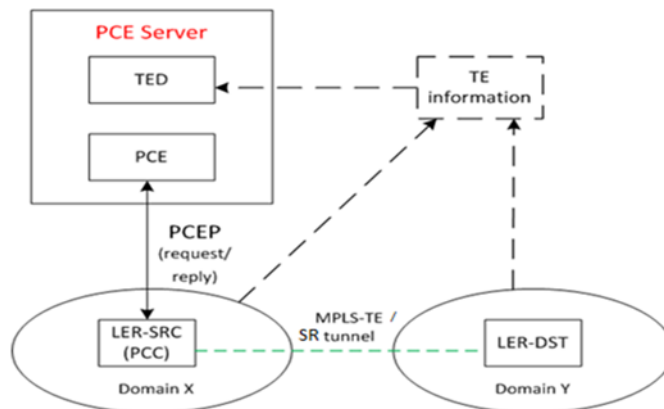 PCE Server
TED
TE
information
PCE
PCEP
(request/
reply)
MPLS-TE /
SR tunnel
LER-SRC
(PCC)
LER-DST
Domain X
Domain Y